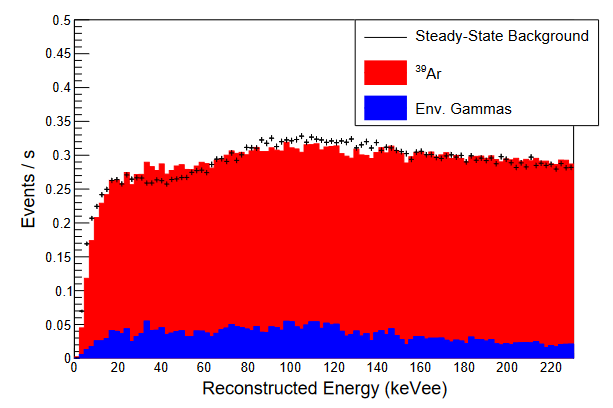 0.5
0.45
0.4
0.35
0.3
0.25
0.2
0.15
0.1
0.05
0
Events / s
Steady-State Background
³⁹Ar
Env. Gammas
0 20 40 60 80 100 120 140 160 180 200 220
Reconstructed Energy (keVee)